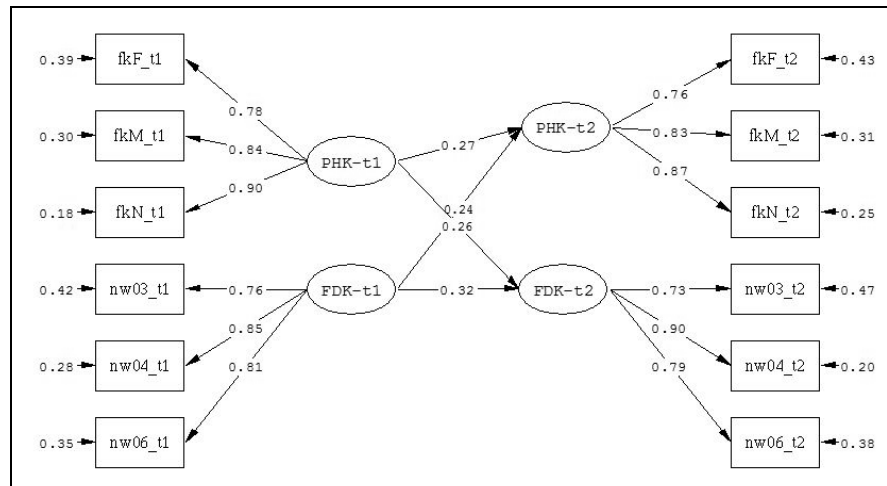 0.39 fkF_t1 fkF_t2 0.43
0.78 0.76
0.30 fkM_t1 0.84 PHK-t1 0.27 PHK-t2 0.83 fkM_t2 0.31
0.90 0.87
0.18 fkN_t1 0.24 fkN_t2 0.25
0.26
0.42 nw03_t1 0.76 FDK-t1 0.32 FDK-t2 0.73 nw03_t2 0.47
0.85 0.90
0.28 nw04_t1 0.81 0.79 nw04_t2 0.20
0.35 nw06_t1 nw06_t2 0.38